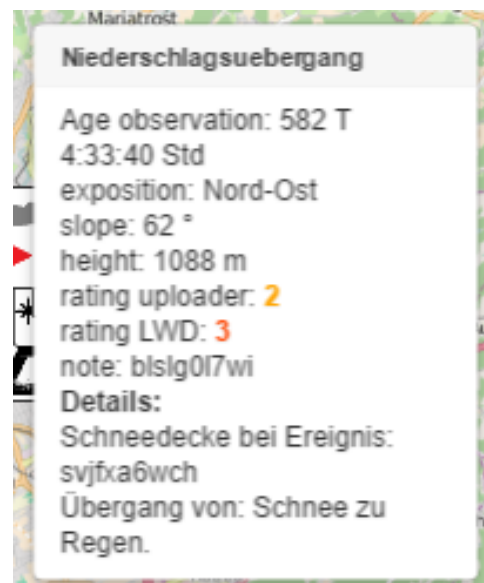 Mariatrost
Niederschlagsuebergang
Age observation: 582 T
4:33:40 Std
exposition: Nord-Ost
slope: 62 °
height: 1088 m
rating uploader: 2
rating LWD: 3
note: blslg0l7wi
Details:
Schneedecke bei Ereignis:
svjfxa6wch
Übergang von: Schnee zu
Regen.